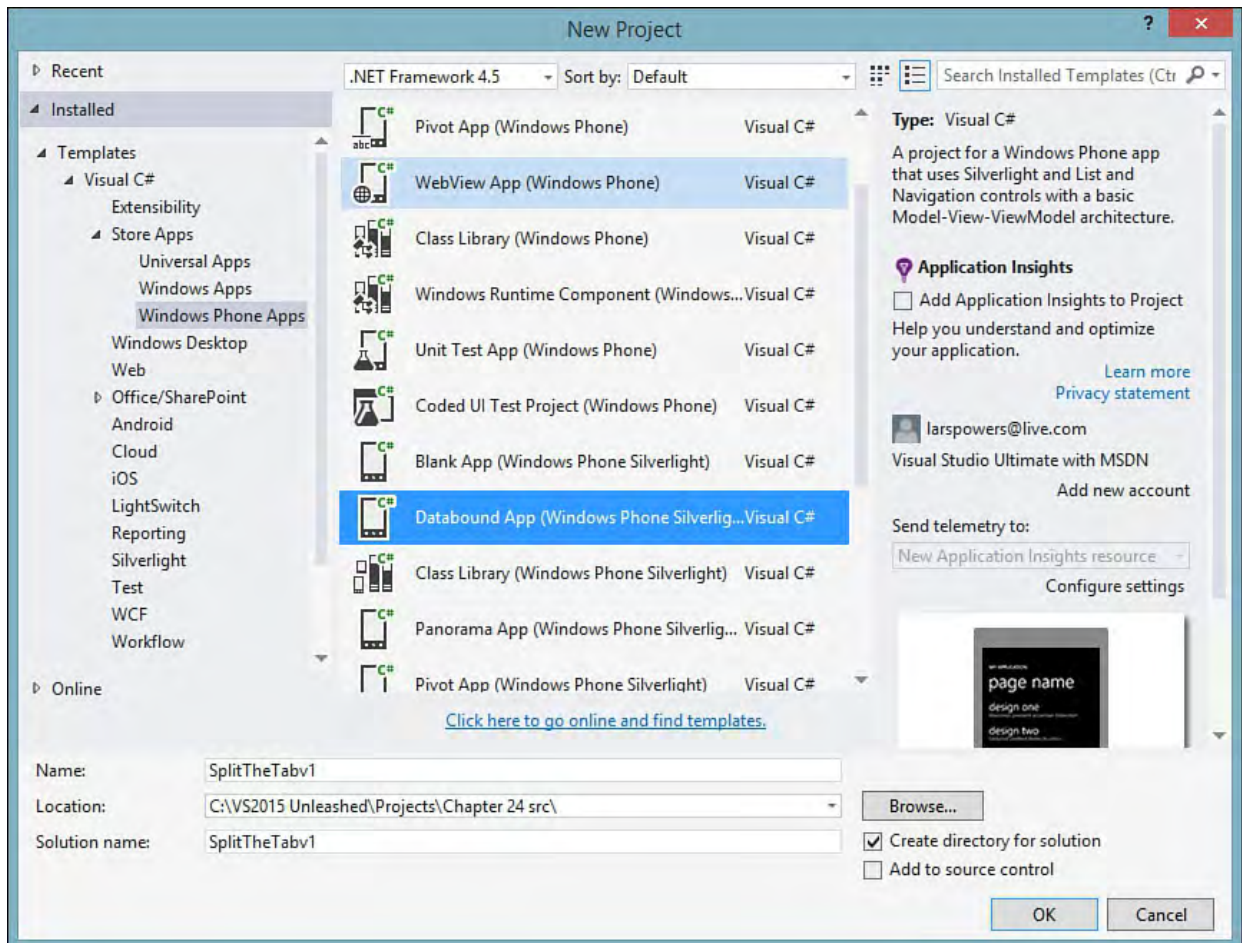 New Project
?
Recent
Installed
Templates
Visual C#
Extensibility
Store Apps
Universal Apps
Windows Apps
Windows Phone Apps
Windows Desktop
Web
Office/SharePoint
Android
Cloud
iOS
LightSwitch
Reporting
Silverlight
Test
WCF
Workflow
Online
.NET Framework 4.5
Sort by: Default
Search Installed Templates (Ctr
Pivot App (Windows Phone) Visual C#
WebView App (Windows Phone) Visual C#
Class Library (Windows Phone) Visual C#
Windows Runtime Component (Windows... Visual C#
Unit Test App (Windows Phone) Visual C#
Coded UI Test Project (Windows Phone) Visual C#
Blank App (Windows Phone Silverlight) Visual C#
Databound App (Windows Phone Silverlig... Visual C#
Class Library (Windows Phone Silverlight) Visual C#
Panorama App (Windows Phone Silverlig... Visual C#
Pivot App (Windows Phone Silverlight) Visual C#
Click here to go online and find templates.
Type: Visual C#
A project for a Windows Phone app
that uses Silverlight and List and
Navigation controls with a basic
Model-View-ViewModel architecture.
Application Insights
Add Application Insights to Project
Help you understand and optimize
your application.
Learn more
Privacy statement
larspowers@live.com
Visual Studio Ultimate with MSDN
Add new account
Send telemetry to:
New Application Insights resource
Configure settings
MY APPLICATION
page name
design one
design two
Name: SplitTheTabv1
Location: C:\VS2015 Unleashed\Projects\Chapter 24 src\
Browse...
Solution name: SplitTheTabv1
Create directory for solution
Add to source control
OK
Cancel